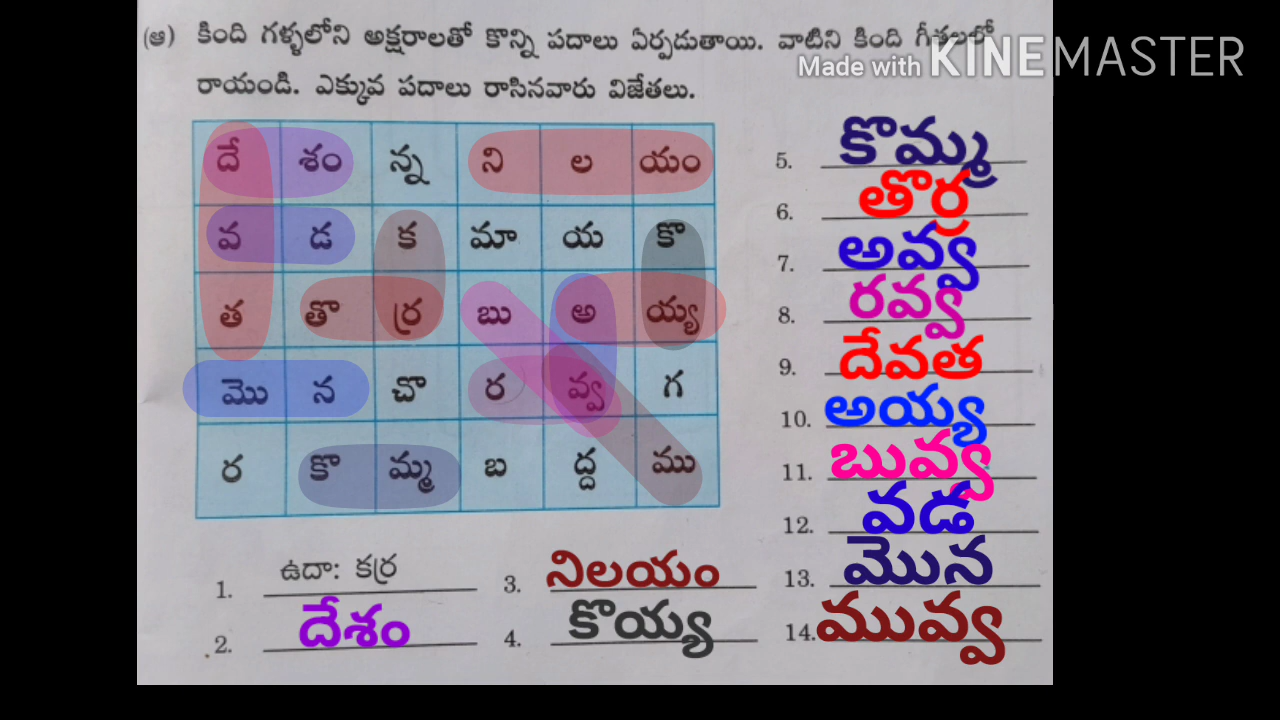 (ఆ) కింది గళ్ళలోని అక్షరాలతో కొన్ని పదాలు ఏర్పడుతాయి. వాటిని కింది గీతలలో
రాయండి. ఎక్కువ పదాలు రాసినవారు విజేతలు.
Made with KINEMASTER
దే శం న్న ని ల యం
వ డ క మా య కొ
త తొ ర్ర బు అ య్య
మొ న చొ ర వ్వ గ
ర కొ మ్మ బ ద్ద ము
1. ఉదా: కర్ర
2. దేశం
3. నిలయం
4. కొయ్య
5. కొమ్మ
6. తొర్ర
7. అవ్వ
8. రవ్వ
9. దేవత
10. అయ్య
11. బువ్వ
12. వడ
13. మొన
14. మువ్వ